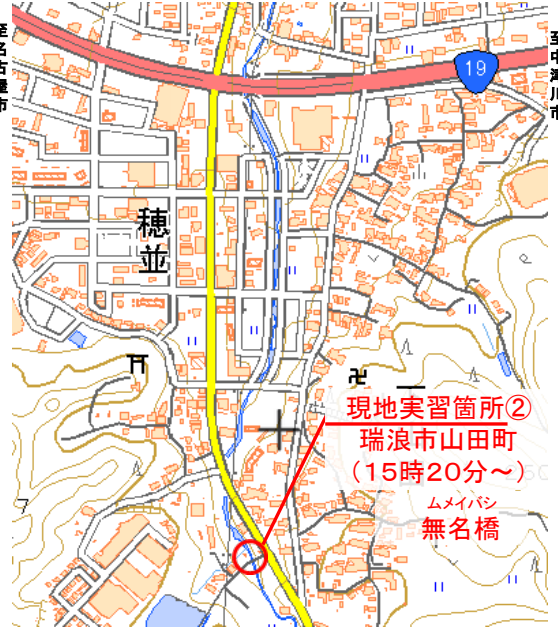 至名古屋市
19
至中津川市
穂並
現地実習箇所②
瑞浪市山田町
(15時20分~)
ムメイバシ
無名橋
7